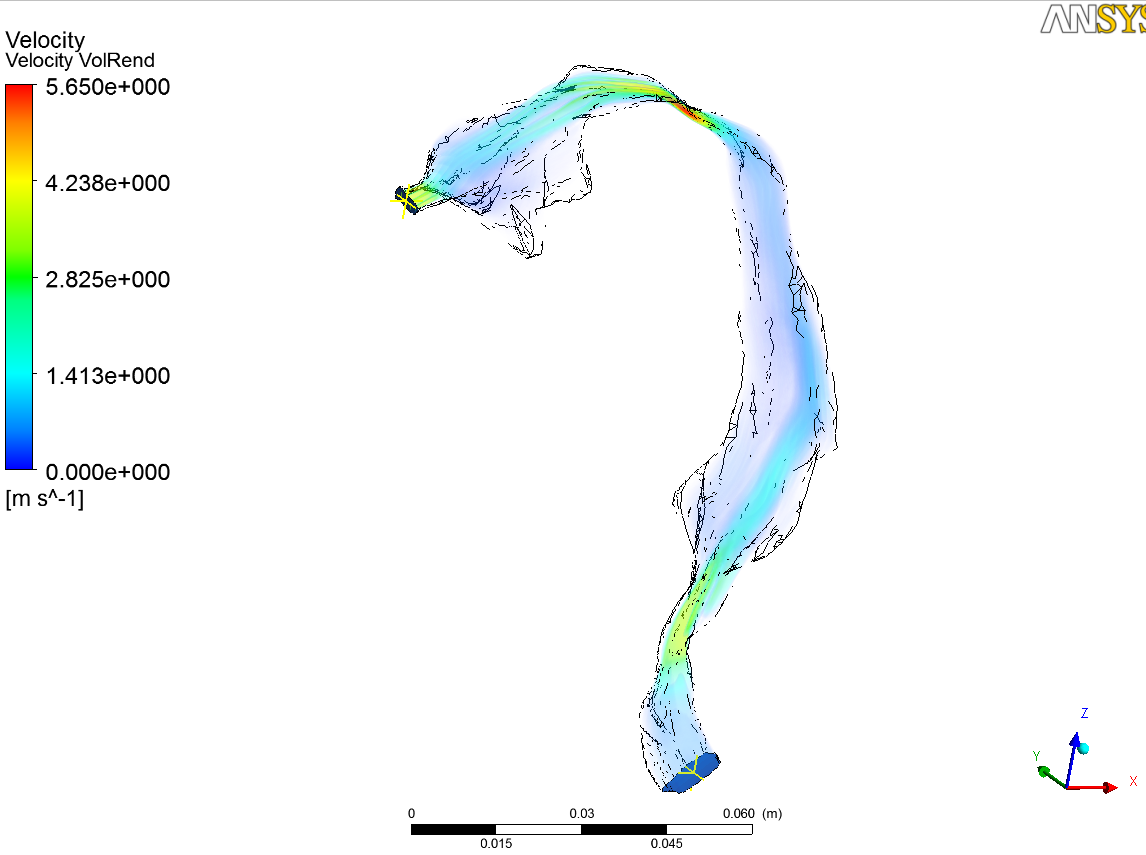 ANSYS
Velocity
Velocity VolRend
5.650e+000
4.238e+000
2.825e+000
1.413e+000
0.000e+000
[m s^-1]
Z
Y
X
0 0.03 0.060 (m)
0.015 0.045